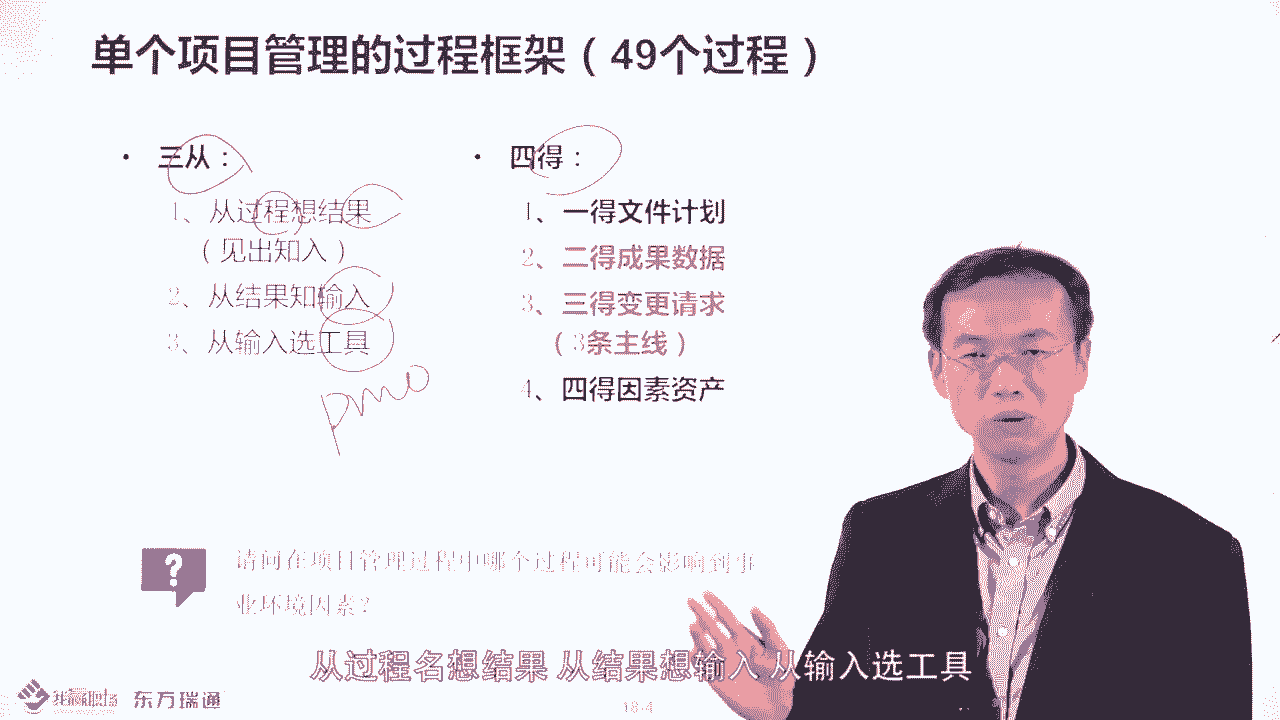 单个项目管理的过程框架（49个过程）
• 三从：
1、从过程想结果
（见出知入）
2、从结果知输入
3、从输入选工具
pmo
• 四得：
1、一得文件计划
2、二得成果数据
3、三得变更请求
（3条主线）
4、四得因素资产
?
请问在项目管理过程中哪个过程可能会影响到事
业环境因素？
从过程名想结果 从结果想输入 从输入选工具
东方瑞通
18-4